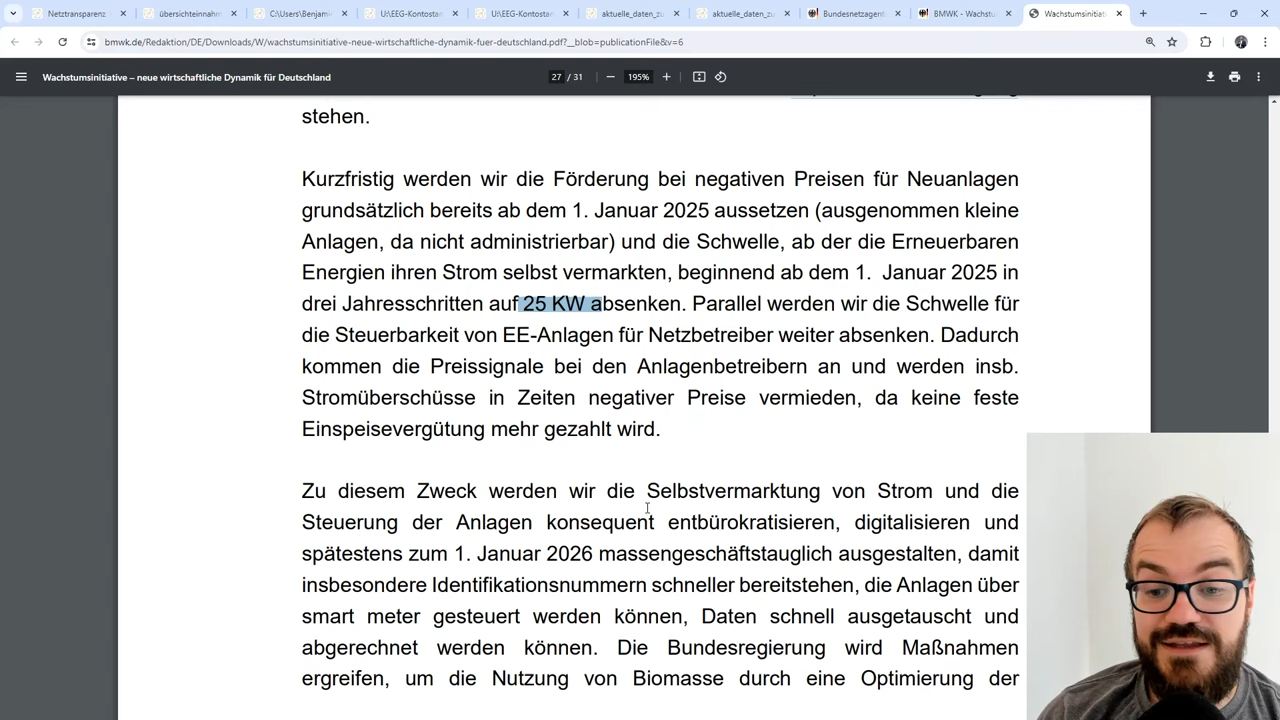 Netztransparenz
übersichteinnahm
C:\Users\Benjami
U:\EEG-Kontostan
U:\EEG-Kontostan
aktuelle_daten_zu
aktuelle_daten_zu
Bundesnetzagent
BMWK - Wachstu
Wachstumsinitiati
bmwk.de/Redaktion/DE/Downloads/W/wachstumsinitiative-neue-wirtschaftliche-dynamik-fuer-deutschland.pdf?__blob=publicationFile&v=6
Wachstumsinitiative – neue wirtschaftliche Dynamik für Deutschland
27 / 31
195%
stehen.
Kurzfristig werden wir die Förderung bei negativen Preisen für Neuanlagen
grundsätzlich bereits ab dem 1. Januar 2025 aussetzen (ausgenommen kleine
Anlagen, da nicht administrierbar) und die Schwelle, ab der die Erneuerbaren
Energien ihren Strom selbst vermarkten, beginnend ab dem 1. Januar 2025 in
drei Jahresschritten auf 25 KW absenken. Parallel werden wir die Schwelle für
die Steuerbarkeit von EE-Anlagen für Netzbetreiber weiter absenken. Dadurch
kommen die Preissignale bei den Anlagenbetreibern an und werden insb.
Stromüberschüsse in Zeiten negativer Preise vermieden, da keine feste
Einspeisevergütung mehr gezahlt wird.
Zu diesem Zweck werden wir die Selbstvermarktung von Strom und die
Steuerung der Anlagen konsequent entbürokratisieren, digitalisieren und
spätestens zum 1. Januar 2026 massengeschäftstauglich ausgestalten, damit
insbesondere Identifikationsnummern schneller bereitstehen, die Anlagen über
smart meter gesteuert werden können, Daten schnell ausgetauscht und
abgerechnet werden können. Die Bundesregierung wird Maßnahmen
ergreifen, um die Nutzung von Biomasse durch eine Optimierung der